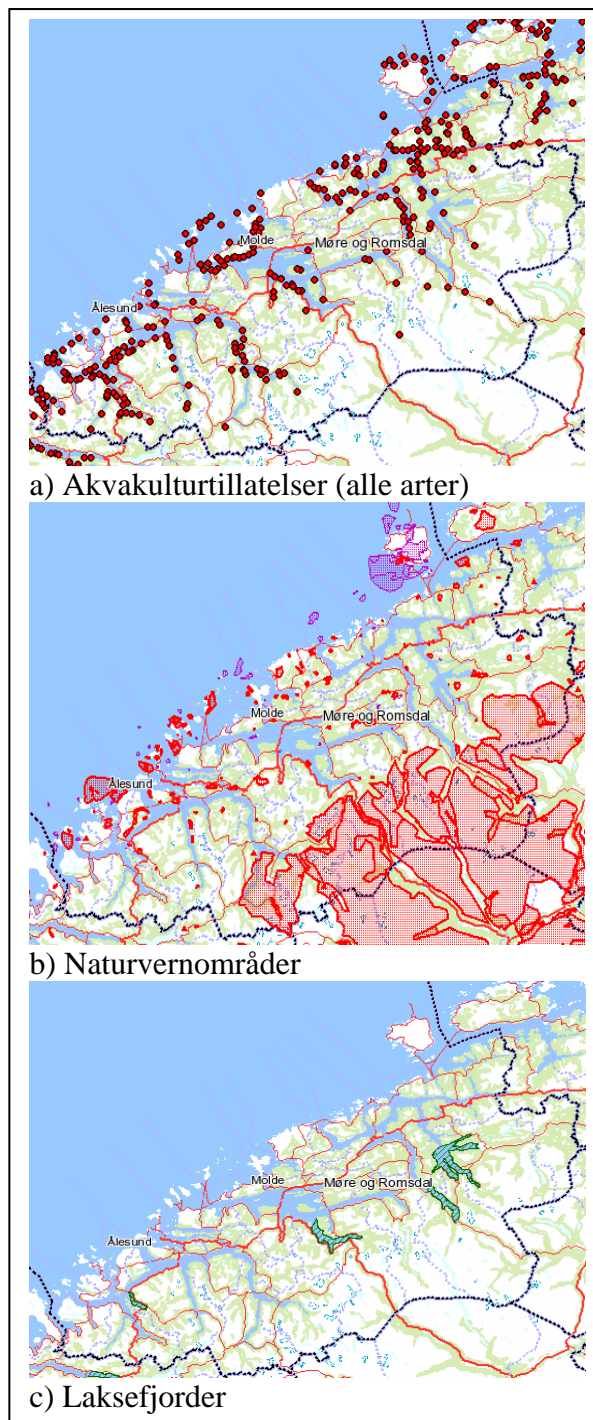 Molde
Møre og Romsdal
Ålesund
a) Akvakulturtillatelser (alle arter)
Molde
Møre og Romsdal
Ålesund
b) Naturvernområder
Molde
Møre og Romsdal
Ålesund
c) Laksefjorder